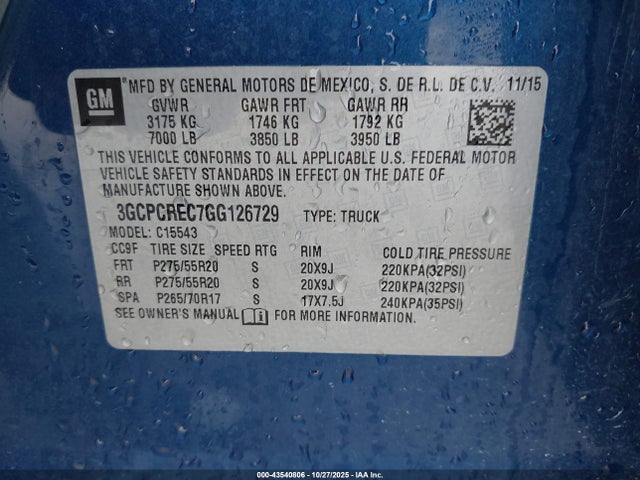 GM
®MFD BY GENERAL MOTORS DE MEXICO, S. DE R.L. DE C.V. 11/15
GVWR GAWR FRT GAWR RR
3175 KG 1746 KG 1792 KG
7000 LB 3850 LB 3950 LB
THIS VEHICLE CONFORMS TO ALL APPLICABLE U.S. FEDERAL MOTOR
VEHICLE SAFETY STANDARDS IN EFFECT ON THE DATE OF
MANUFACTURE SHOWN ABOVE.
3GCPCREC7GG126729 TYPE: TRUCK
MODEL: C15543
CC9F TIRE SIZE SPEED RTG RIM COLD TIRE PRESSURE
FRT P275/55R20 S 20X9J 220KPA(32PSI)
RR P275/55R20 S 20X9J 220KPA(32PSI)
SPA P265/70R17 S 17X7.5J 240KPA(35PSI)
SEE OWNER'S MANUAL FOR MORE INFORMATION.
000-43540806 - 10/27/2025 - IAA Inc.